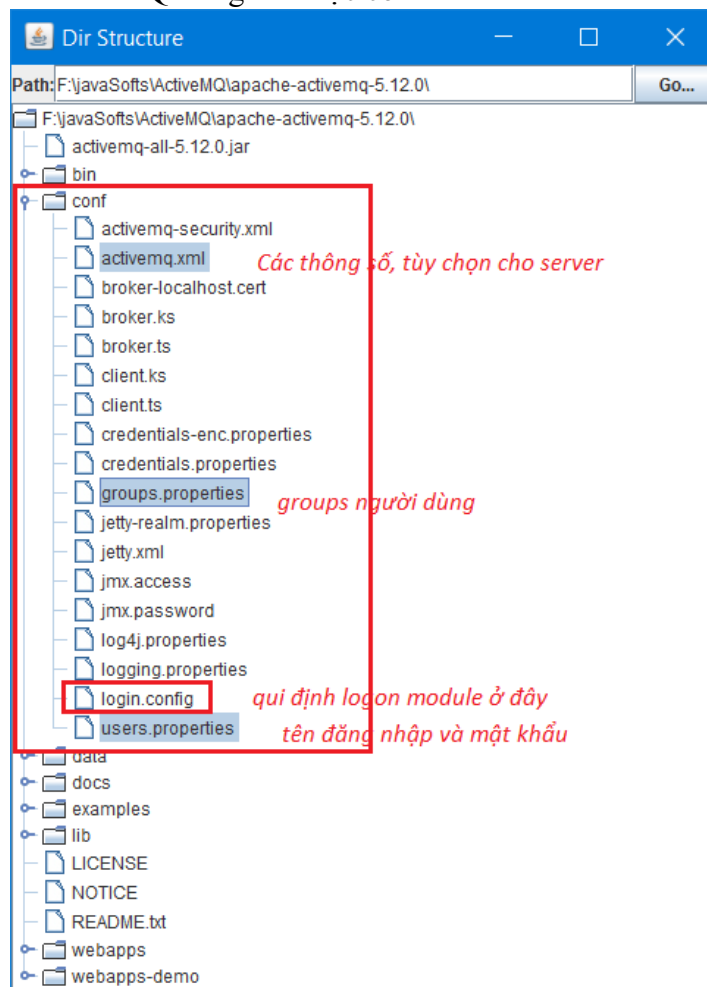 Dir Structure
Path: F:\javaSofts\ActiveMQ\apache-activemq-5.12.0\ Go...
F:\javaSofts\ActiveMQ\apache-activemq-5.12.0\
activemq-all-5.12.0.jar
bin
conf
activemq-security.xml
activemq.xml Các thông số, tùy chọn cho server
broker-localhost.cert
broker.ks
broker.ts
client.ks
client.ts
credentials-enc.properties
credentials.properties
groups.properties groups người dùng
jetty-realm.properties
jetty.xml
jmx.access
jmx.password
log4j.properties
logging.properties
login.config qui định logon module ở đây
users.properties tên đăng nhập và mật khẩu
data
docs
examples
lib
LICENSE
NOTICE
README.txt
webapps
webapps-demo